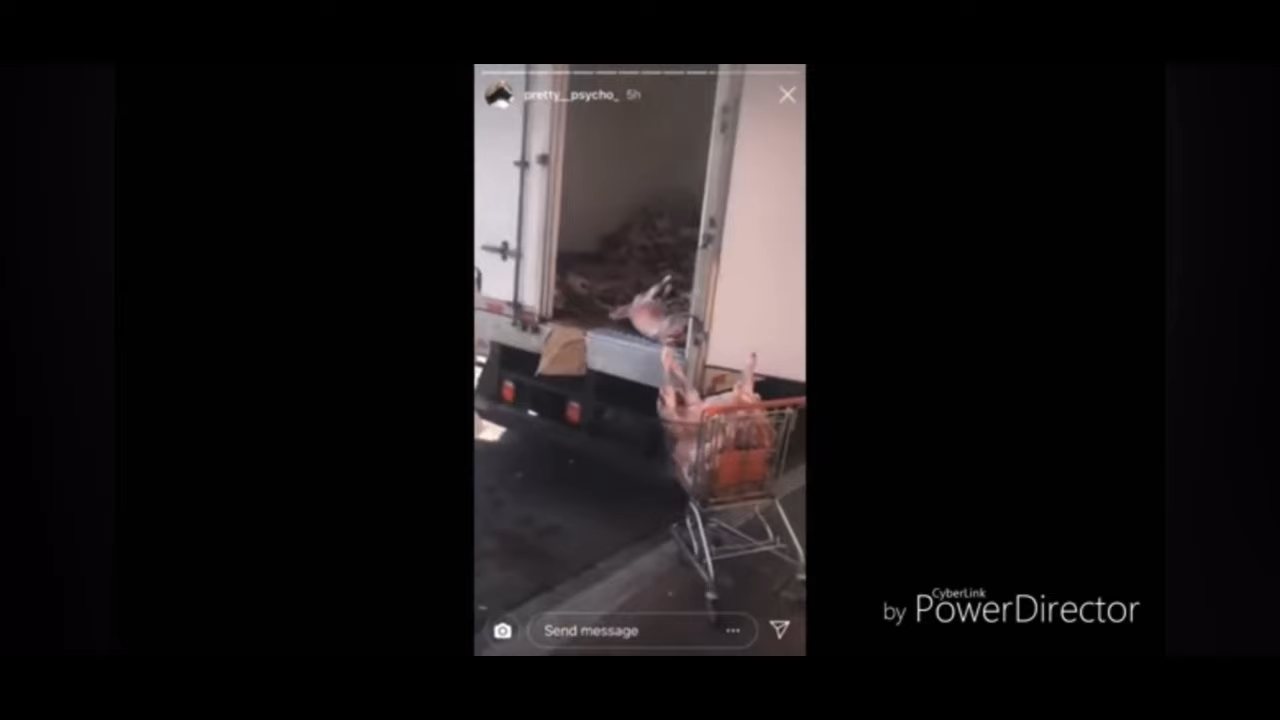 pretty__psycho_ 5h
Send message
CyberLink
by PowerDirector